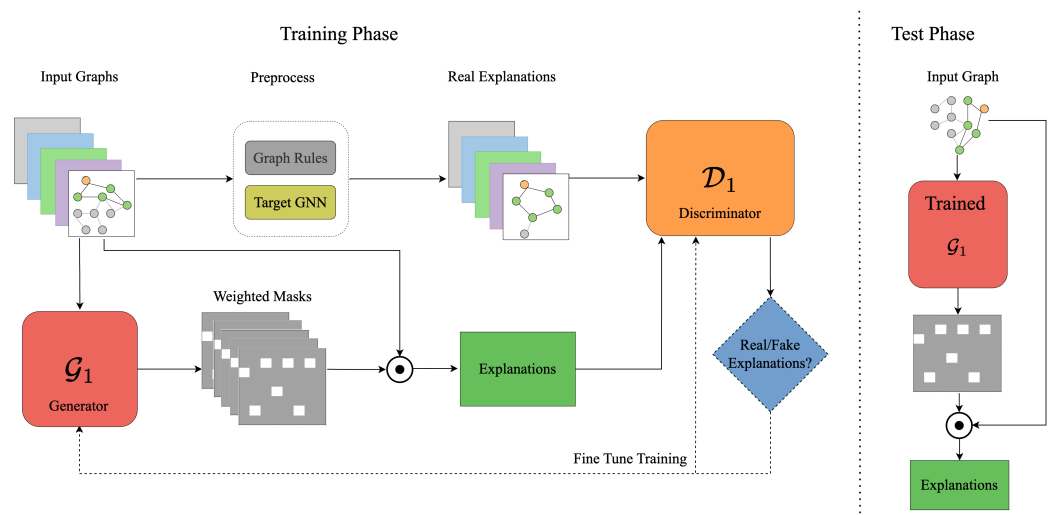 Training Phase
Test Phase
Input Graphs
Preprocess
Real Explanations
Input Graph
Graph Rules
Target GNN
𝒟₁
Discriminator
Trained
𝒢₁
Weighted Masks
𝒢₁
Generator
Explanations
Real/Fake
Explanations?
Fine Tune Training
Explanations